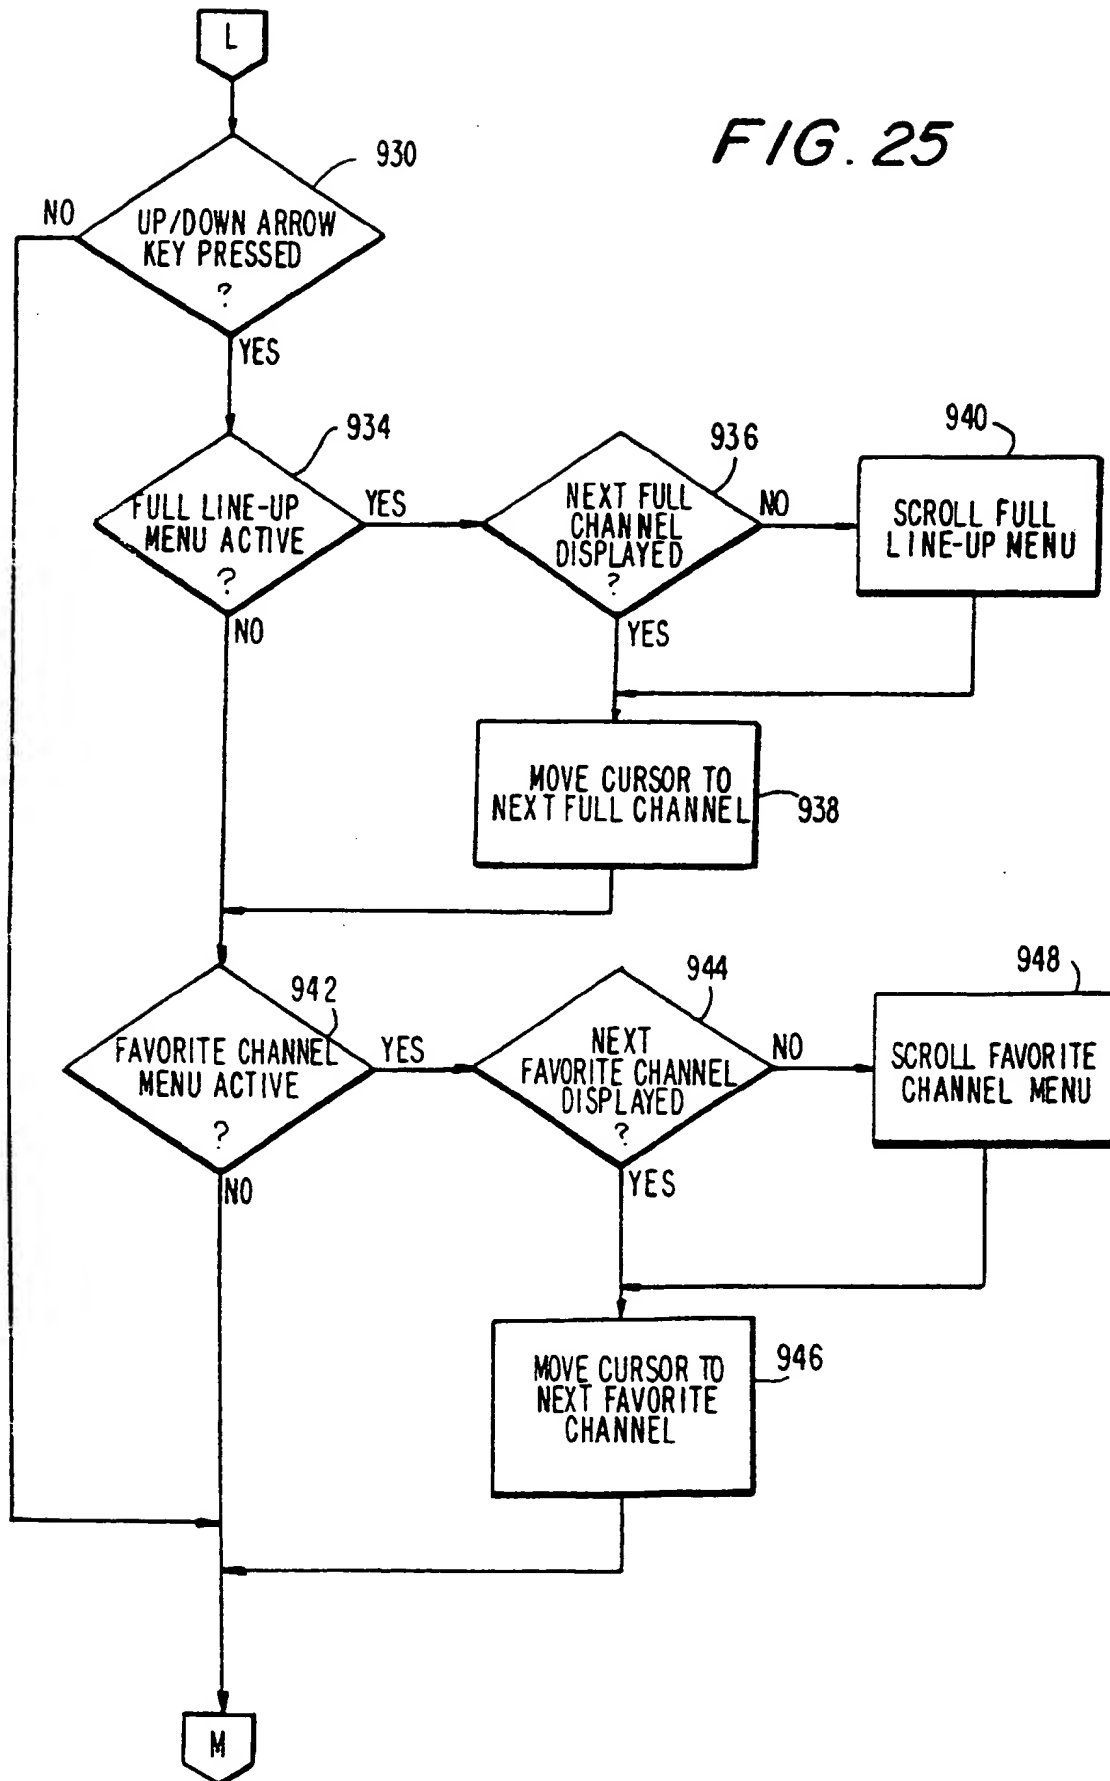 L
FIG. 25
930
NO
UP/DOWN ARROW
KEY PRESSED
?
YES
934
FULL LINE-UP
MENU ACTIVE
?
YES
NO
936
NEXT FULL
CHANNEL
DISPLAYED
?
NO
YES
940
SCROLL FULL
LINE-UP MENU
MOVE CURSOR TO
NEXT FULL CHANNEL
938
942
FAVORITE CHANNEL
MENU ACTIVE
?
YES
NO
944
NEXT
FAVORITE CHANNEL
DISPLAYED
?
NO
YES
948
SCROLL FAVORITE
CHANNEL MENU
MOVE CURSOR TO
NEXT FAVORITE
CHANNEL
946
M